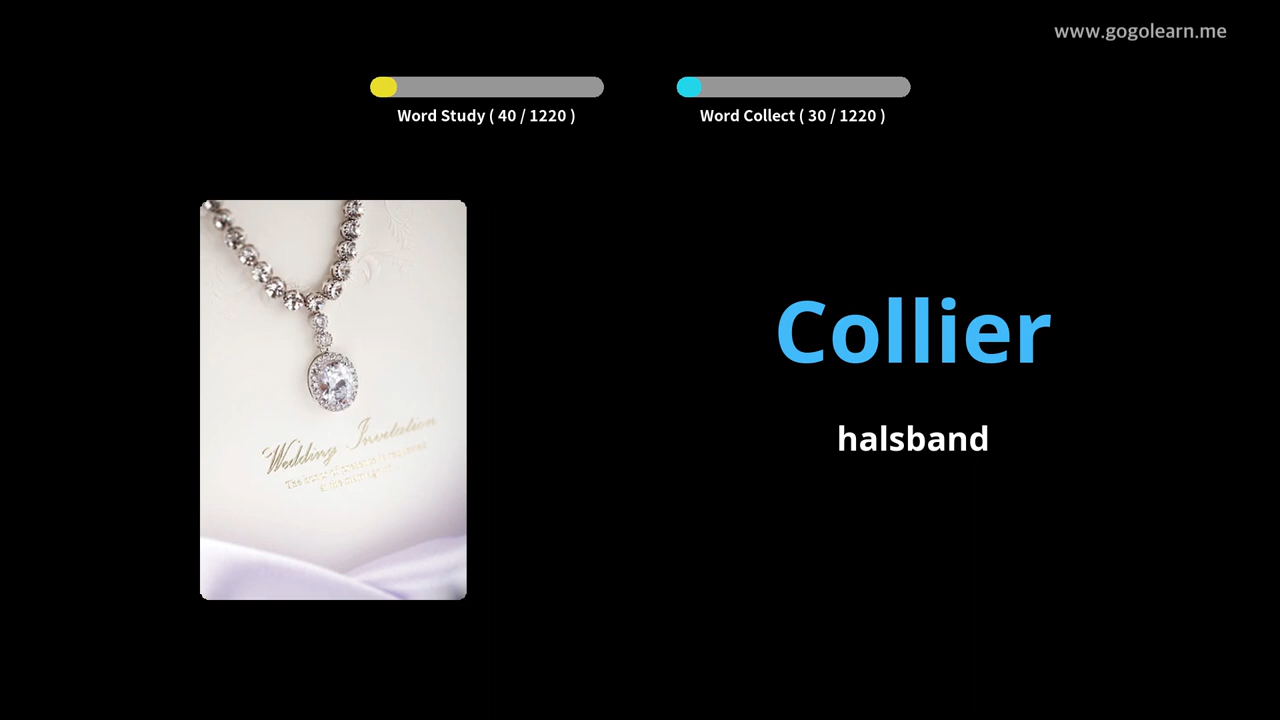 www.gogolearn.me
Word Study ( 40 / 1220 )
Word Collect ( 30 / 1220 )
Collier
halsband
Wedding Invitation